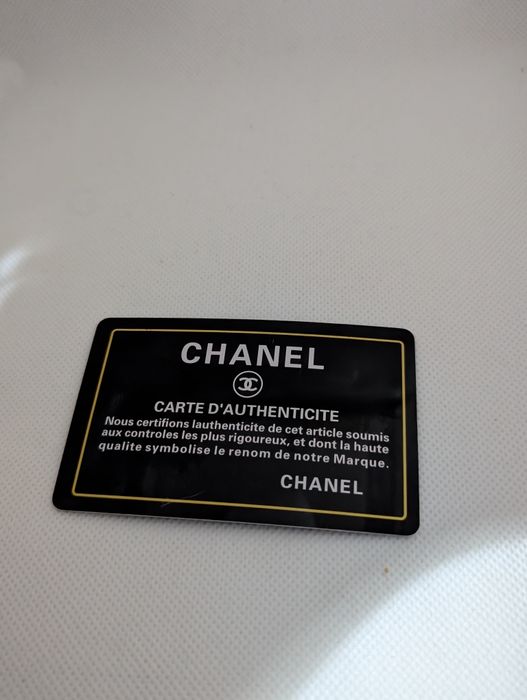 CHANEL
CARTE D'AUTHENTICITE
Nous certifions lauthenticite de cet article soumis
aux controles les plus rigoureux, et dont la haute
qualite symbolise le renom de notre Marque.
CHANEL